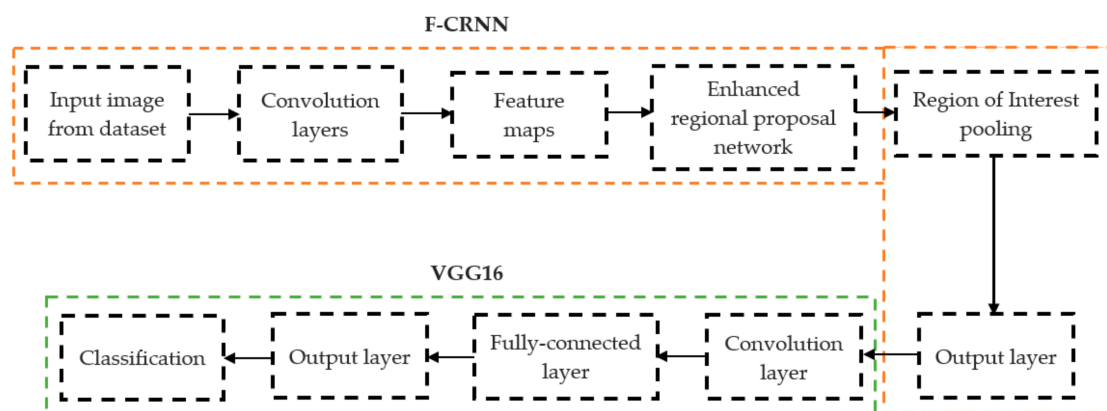 F-CRNN
Input image
from dataset
Convolution
layers
Feature
maps
Enhanced
regional proposal
network
Region of Interest
pooling
VGG16
Classification
Output layer
Fully-connected
layer
Convolution
layer
Output layer